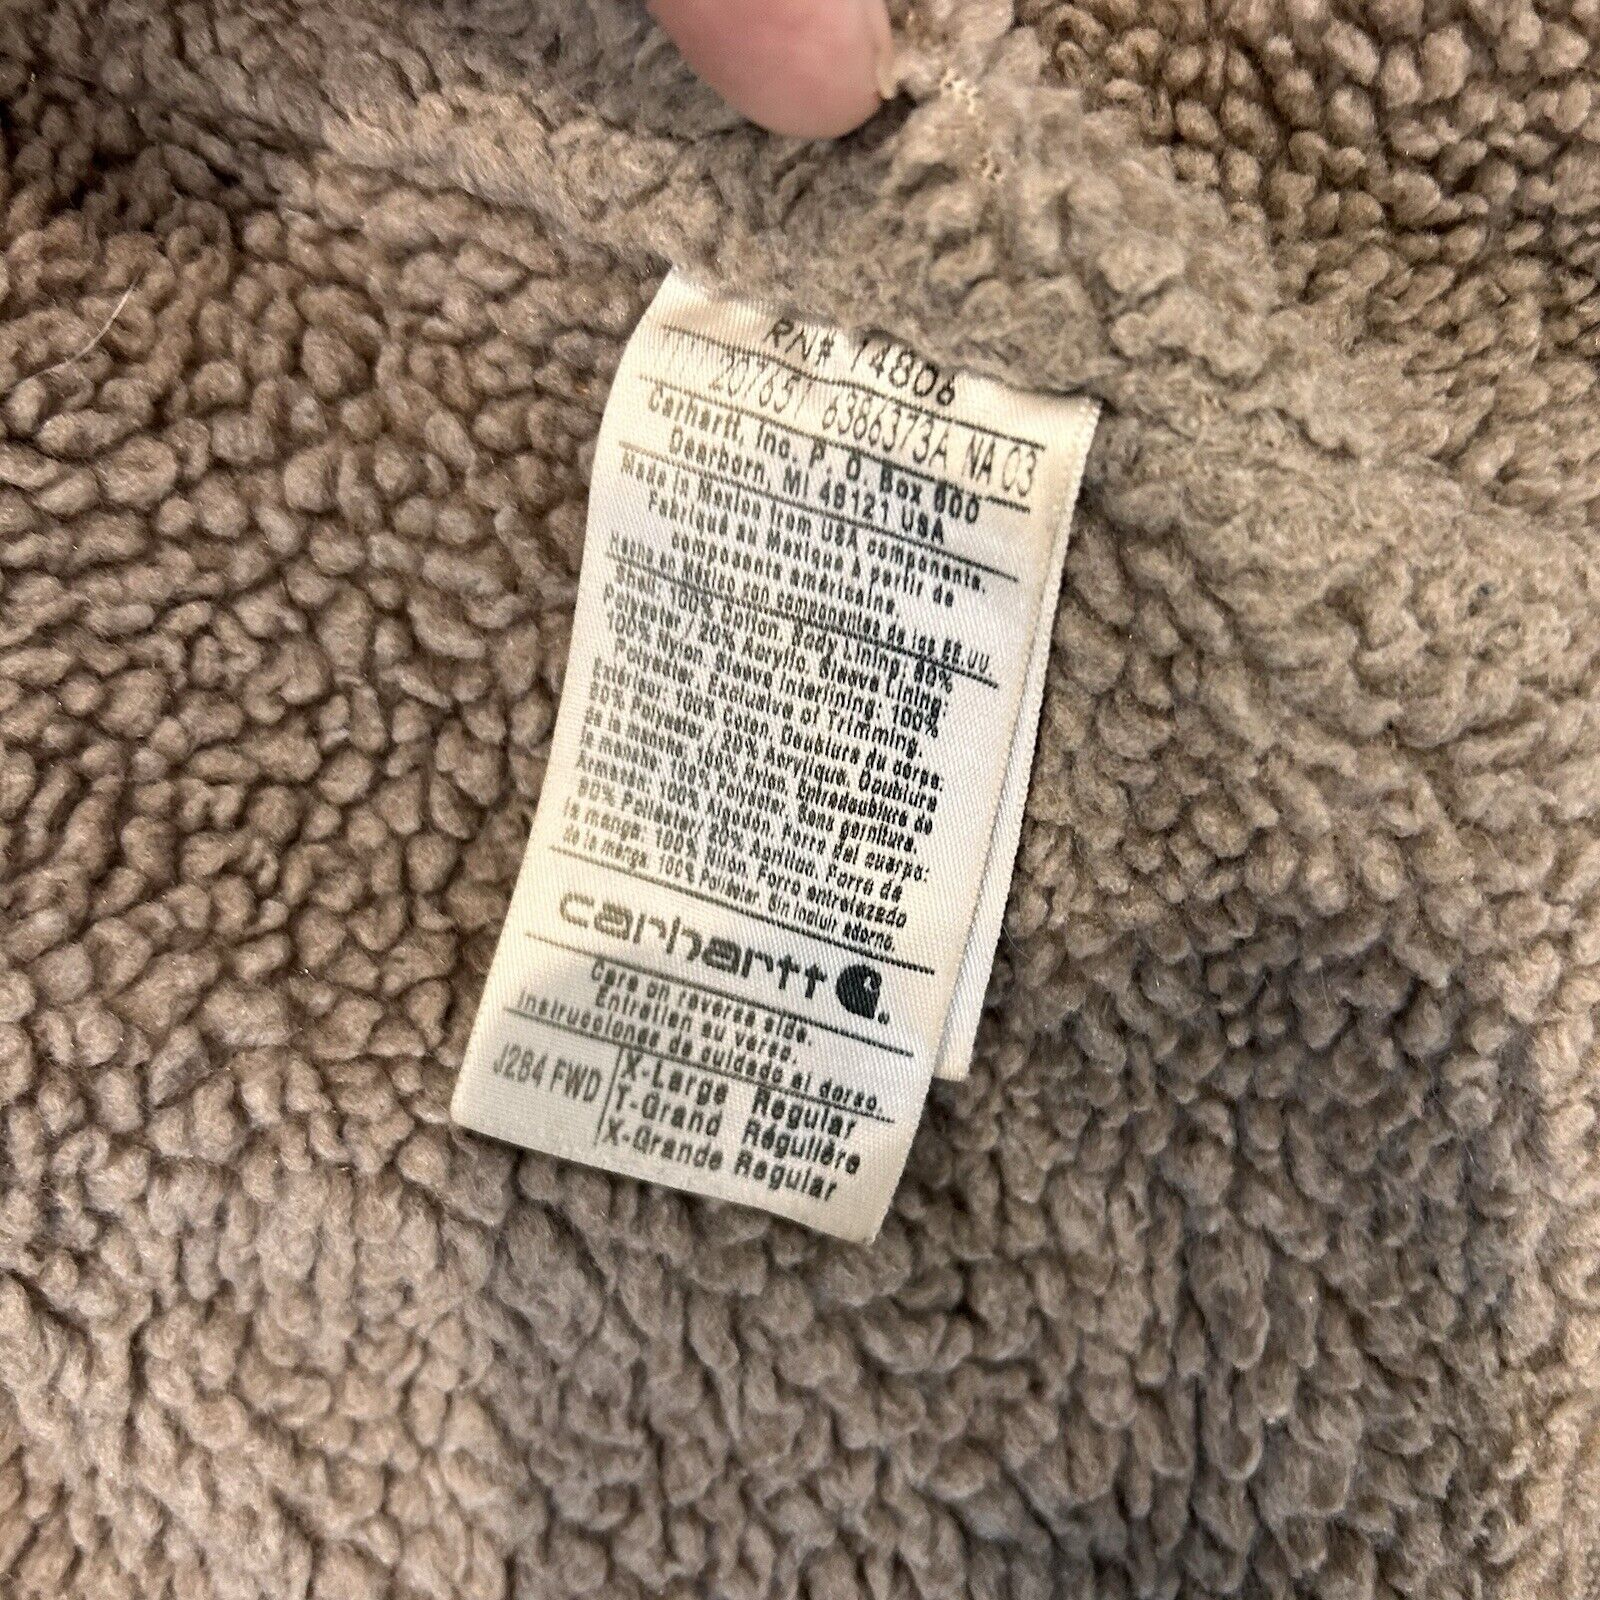 RN# 14806
207651 6386373A NA 03
Carhartt, Inc. P. O. Box 600
Dearborn, MI 48121 USA
Made in Mexico from USA components.
Fabriqué au Mexique à partir de
composants américains.
Hecho en México con componentes de los EE.UU
Shell: 100% Cotton. Body Lining: 80%
Polyester / 20% Acrylic. Sleeve Lining:
100% Nylon. Sleeve Interlining: 100%
Polyester. Exclusive of Trimming.
Extérieur: 100% Coton. Doublure du corps:
80% Polyester / 20% Acrylique. Doublure
de la manche: 100% Nylon. Entredoublure de
la manche: 100% Polyester. Sans garniture.
Armazón: 100% Algodón. Forro del cuerpo:
80% Poliester / 20% Acrílico. Forro de
la manga: 100% Nilón. Forro entrelazado
de la manga: 100% Poliester. Sin incluir adorno.
carhartt
Care on reverse side.
Entretien au verso.
Instrucciones de cuidado al dorso.
J284 FWD X-Large Regular
T-Grand Régulière
X-Grande Regular